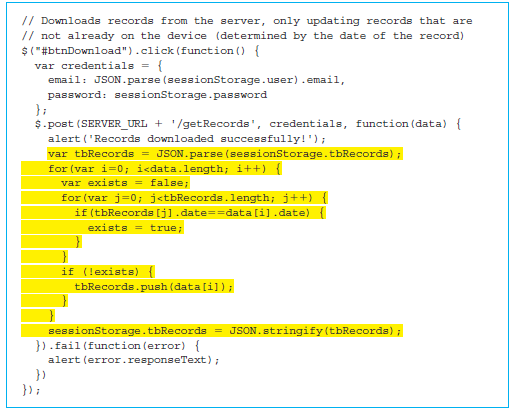 // Downloads records from the server, only updating records that are
// not already on the device (determined by the date of the record)
$("#btnDownload").click(function() {
  var credentials = {
    email: JSON.parse(sessionStorage.user).email,
    password: sessionStorage.password
  };
  $.post(SERVER_URL + '/getRecords', credentials, function(data) {
    alert('Records downloaded successfully!');
    var tbRecords = JSON.parse(sessionStorage.tbRecords);
    for(var i=0; i<data.length; i++) {
      var exists = false;
      for(var j=0; j<tbRecords.length; j++) {
        if(tbRecords[j].date==data[i].date) {
          exists = true;
        }
      }
      if (!exists) {
        tbRecords.push(data[i]);
      }
    }
    sessionStorage.tbRecords = JSON.stringify(tbRecords);
  }).fail(function(error) {
    alert(error.responseText);
  })
});